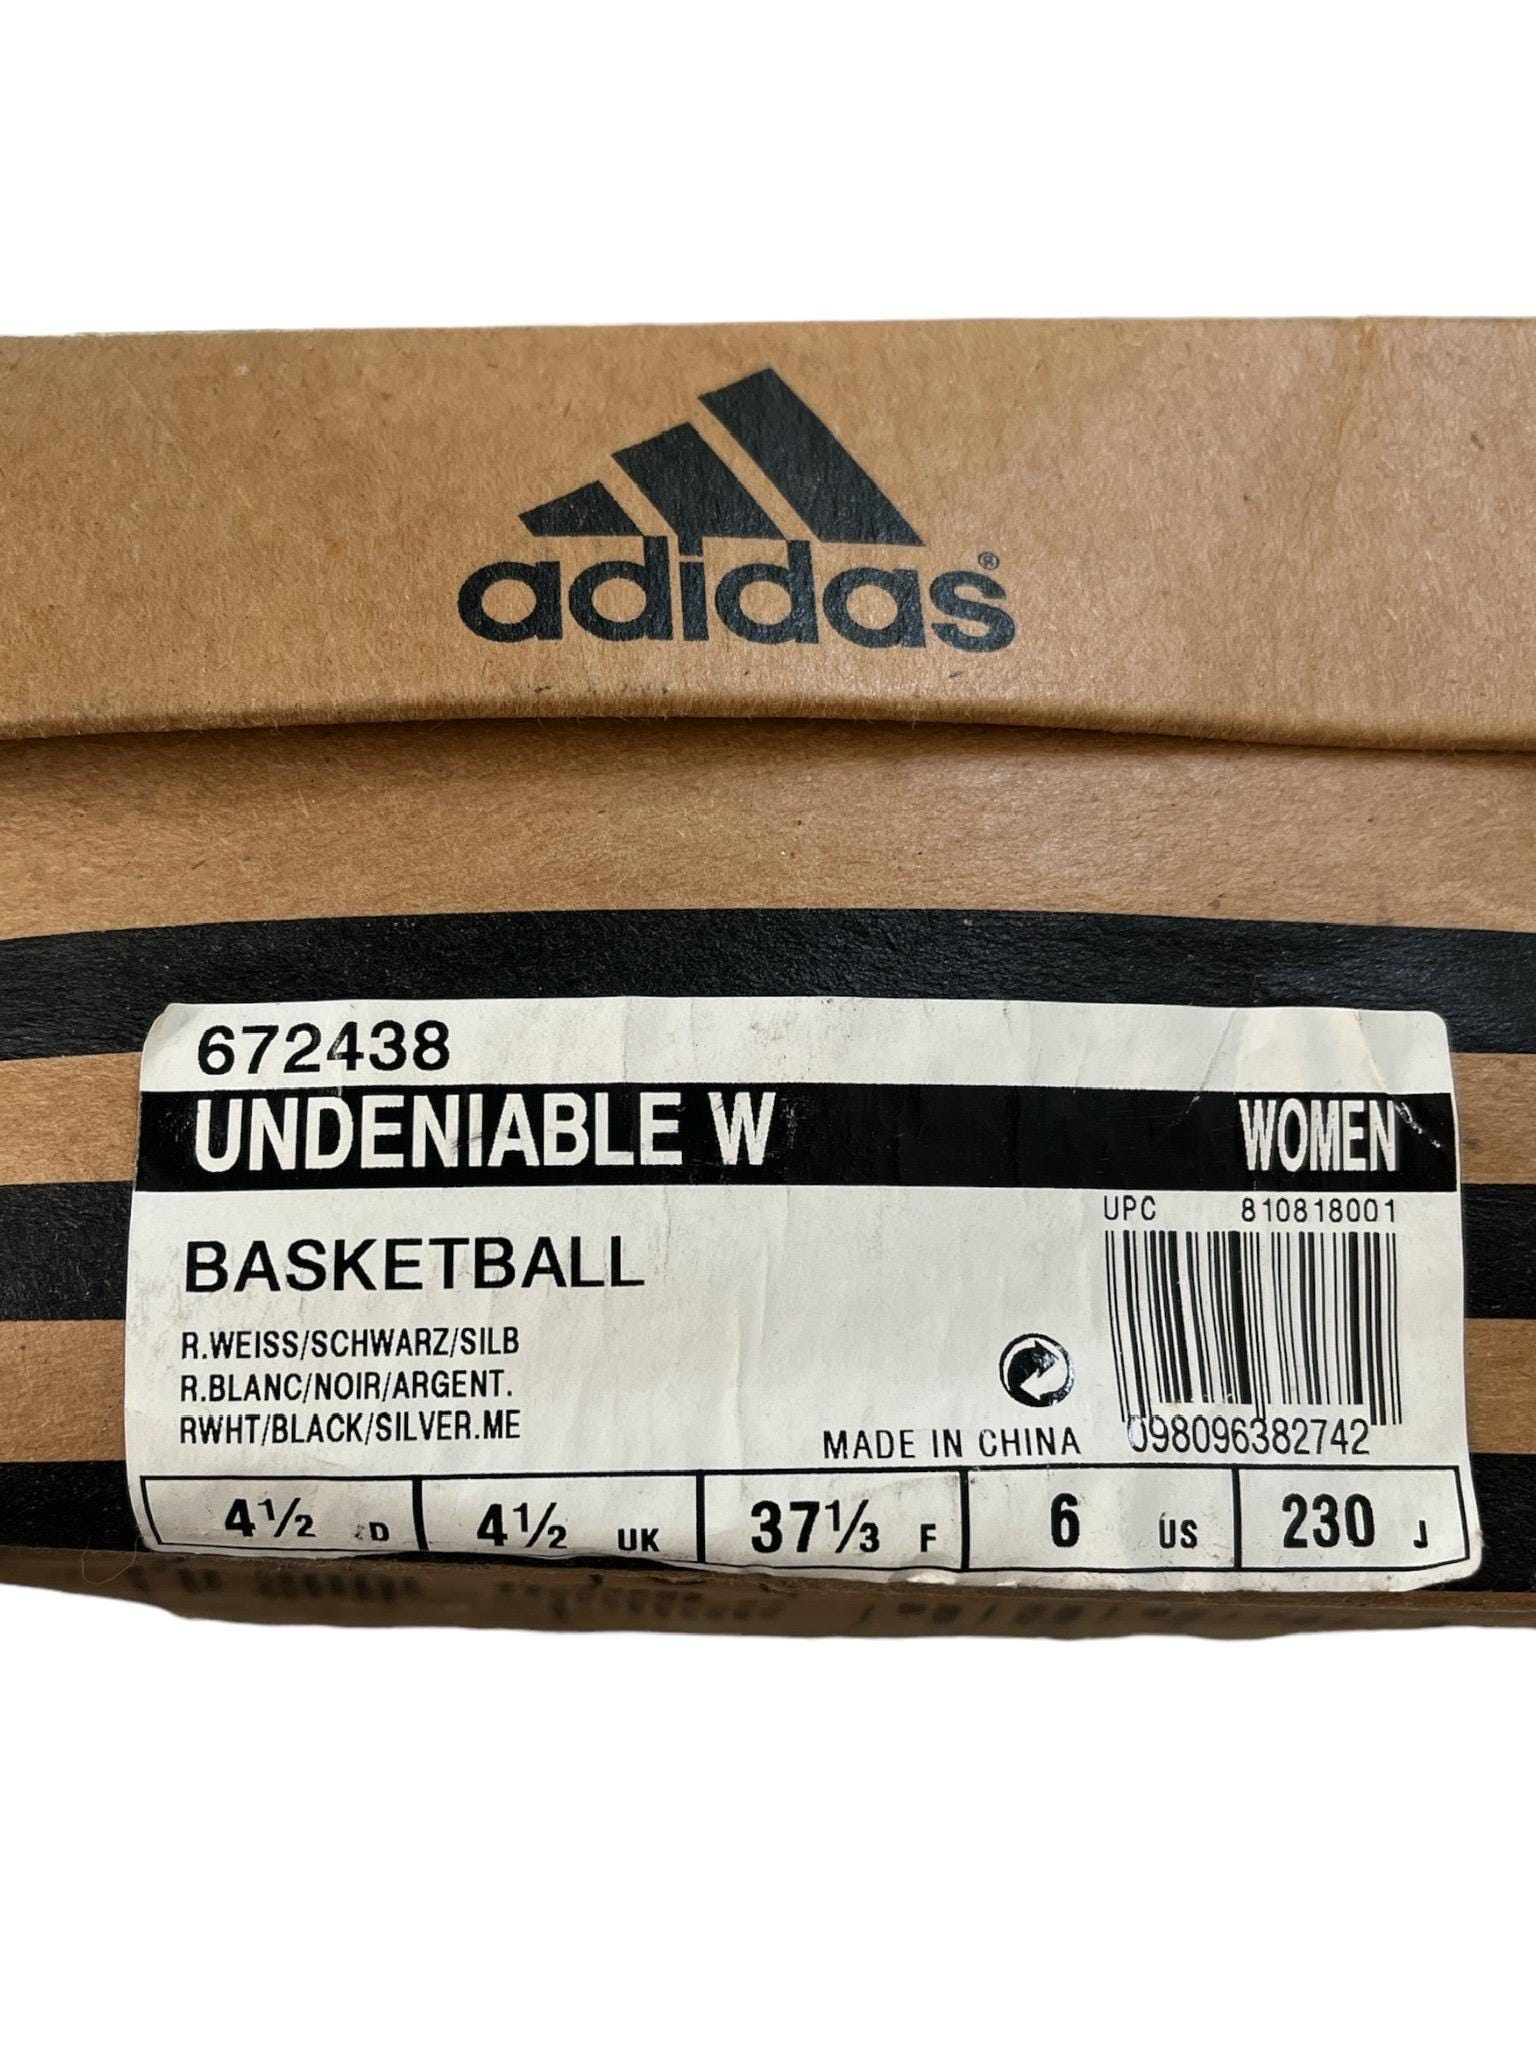 adidas®
672438
UNDENIABLE W WOMEN
UPC 810818001
BASKETBALL
R.WEISS/SCHWARZ/SILB
R.BLANC/NOIR/ARGENT.
RWHT/BLACK/SILVER.ME
MADE IN CHINA 098096382742
4½ D 4½ UK 37⅓ F 6 US 230 J